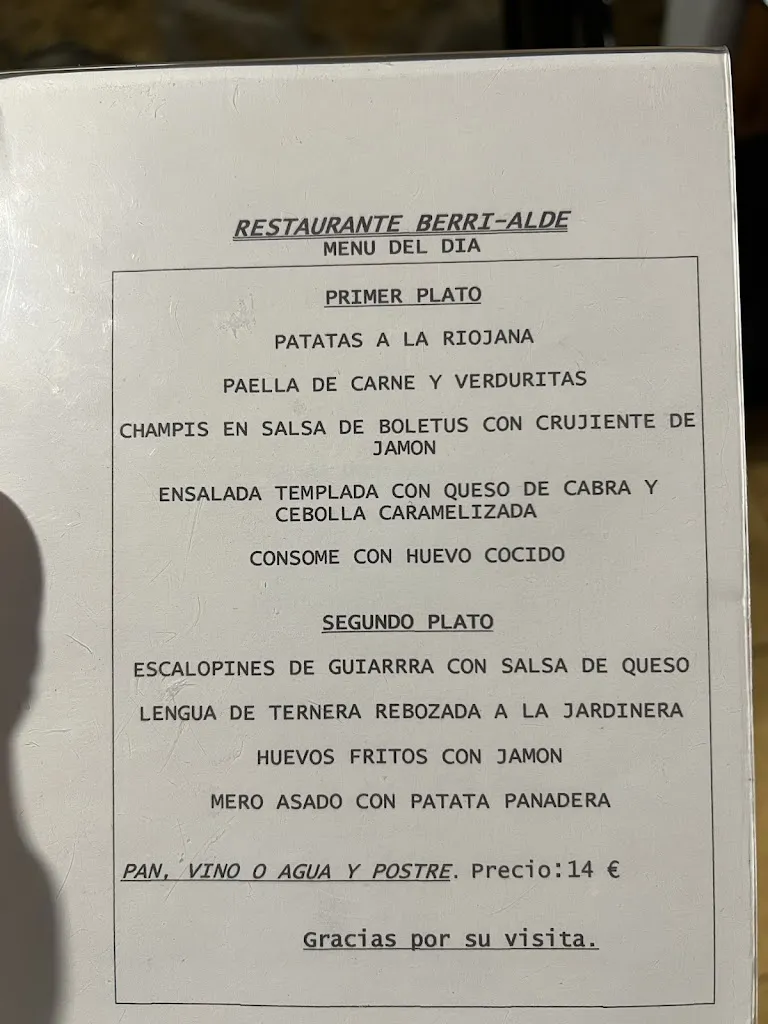 RESTAURANTE BERRI-ALDE
MENU DEL DIA
PRIMER PLATO
PATATAS A LA RIOJANA
PAELLA DE CARNE Y VERDURITAS
CHAMPIS EN SALSA DE BOLETUS CON CRUJIENTE DE
JAMON
ENSALADA TEMPLADA CON QUESO DE CABRA Y
CEBOLLA CARAMELIZADA
CONSOME CON HUEVO COCIDO
SEGUNDO PLATO
ESCALOPINES DE GUIARRRA CON SALSA DE QUESO
LENGUA DE TERNERA REBOZADA A LA JARDINERA
HUEVOS FRITOS CON JAMON
MERO ASADO CON PATATA PANADERA
PAN, VINO O AGUA Y POSTRE. Precio:14 €
Gracias por su visita.